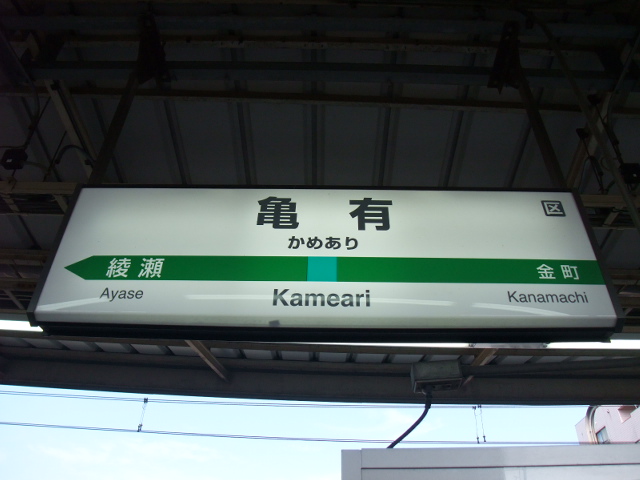 亀有
区
かめあり
綾瀬
金町
Ayase
Kameari
Kanamachi